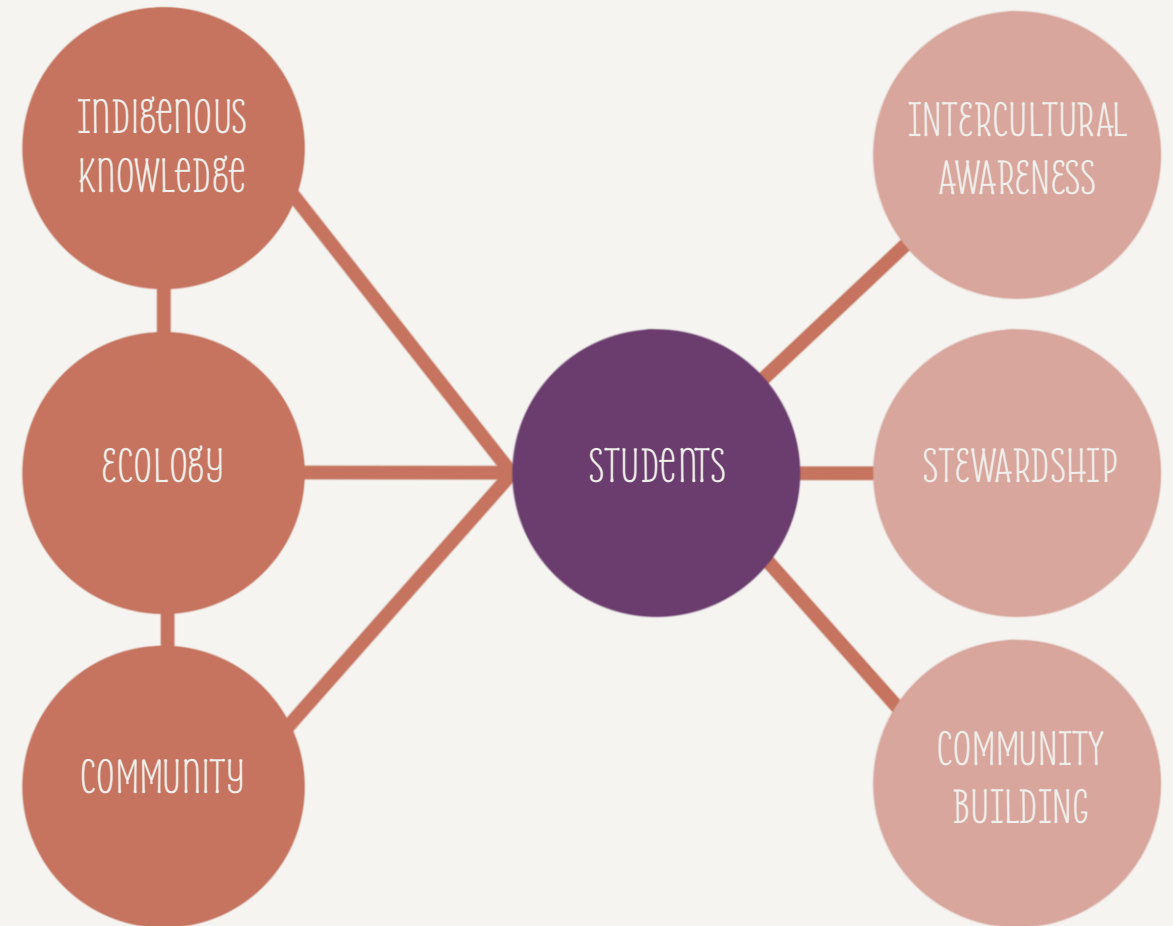 INDIGENOUS
KNOWLEDGE
ECOLOGY
COMMUNITY
STUDENTS
INTERCULTURAL
AWARENESS
STEWARDSHIP
COMMUNITY
BUILDING